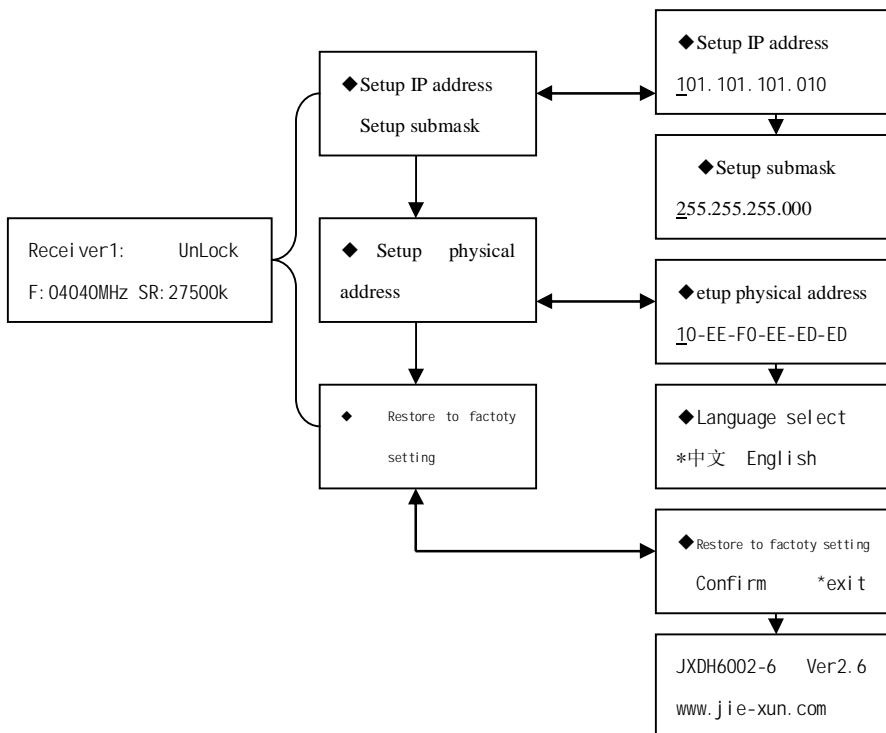 Receiver1: UnLock
F:04040MHz SR:27500k
◆Setup IP address
Setup submask
◆ Setup physical
address
◆ Restore to factoty
setting
◆Setup IP address
101.101.101.010
◆Setup submask
255.255.255.000
◆etup physical address
10-EE-F0-EE-ED-ED
◆Language select
*中文 English
◆Restore to factoty setting
Confirm *exit
JXDH6002-6 Ver2.6
www.jie-xun.com